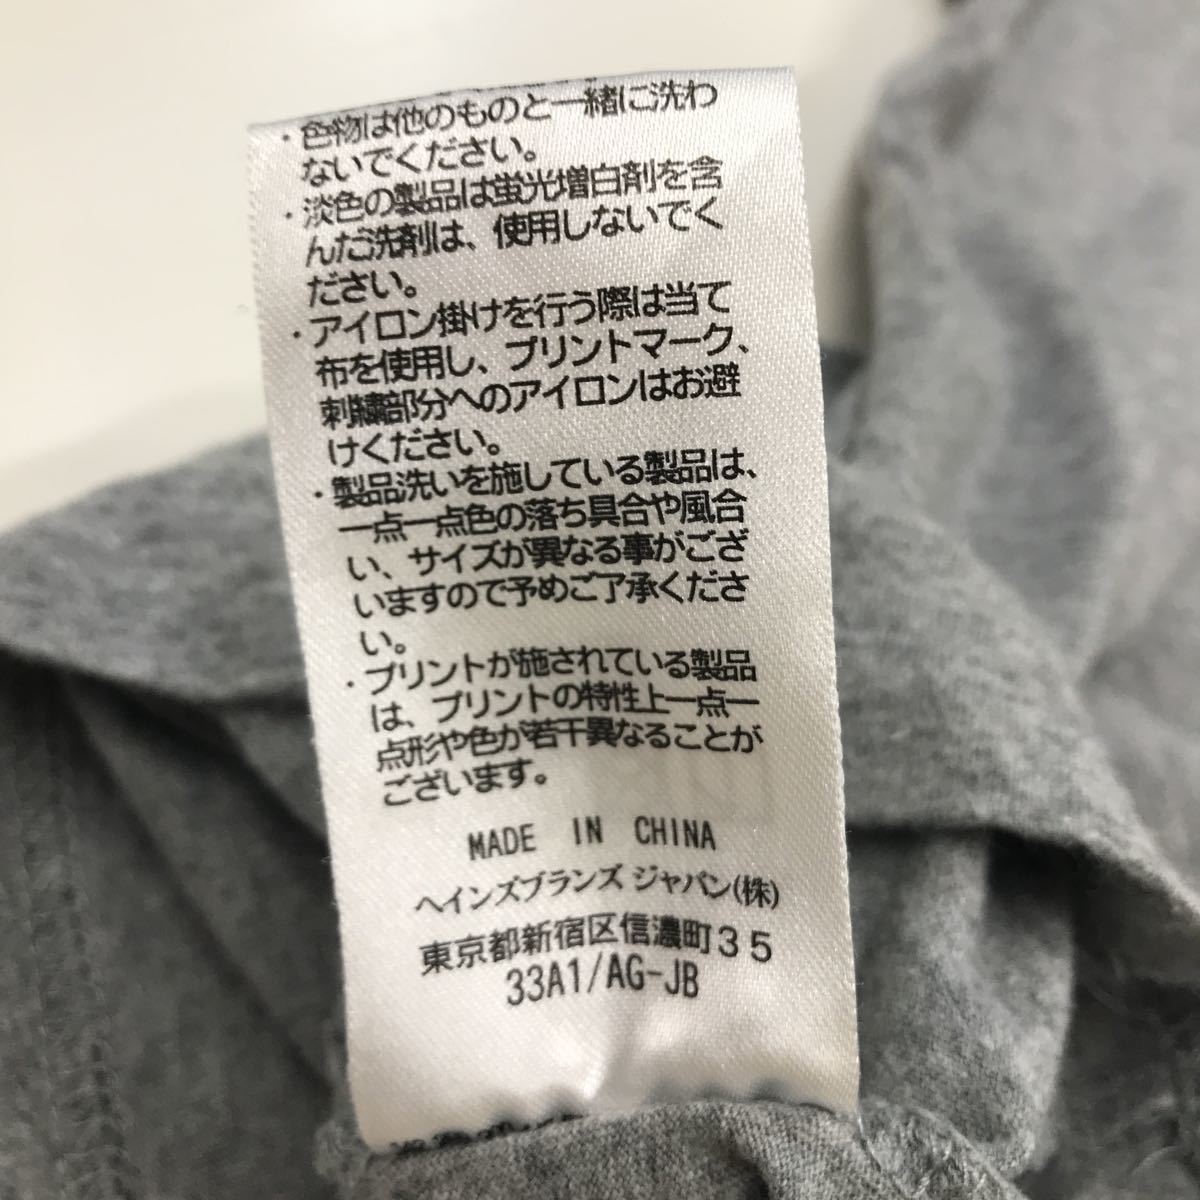 ・色物は他のものと一緒に洗わ
ないでください。
・淡色の製品は蛍光増白剤を含
んだ洗剤は、使用しないでく
ださい。
・アイロン掛けを行う際は当て
布を使用し、プリントマーク、
刺繍部分へのアイロンはお避
けください。
・製品洗いを施している製品は、
一点一点色の落ち具合や風合
い、サイズが異なる事がござ
いますので予めご了承くださ
い。
・プリントが施されている製品
は、プリントの特性上一点一
点形や色が若干異なることが
ございます。
MADE IN CHINA
ヘインズブランズ ジャパン(株)
東京都新宿区信濃町35
33A1/AG-JB